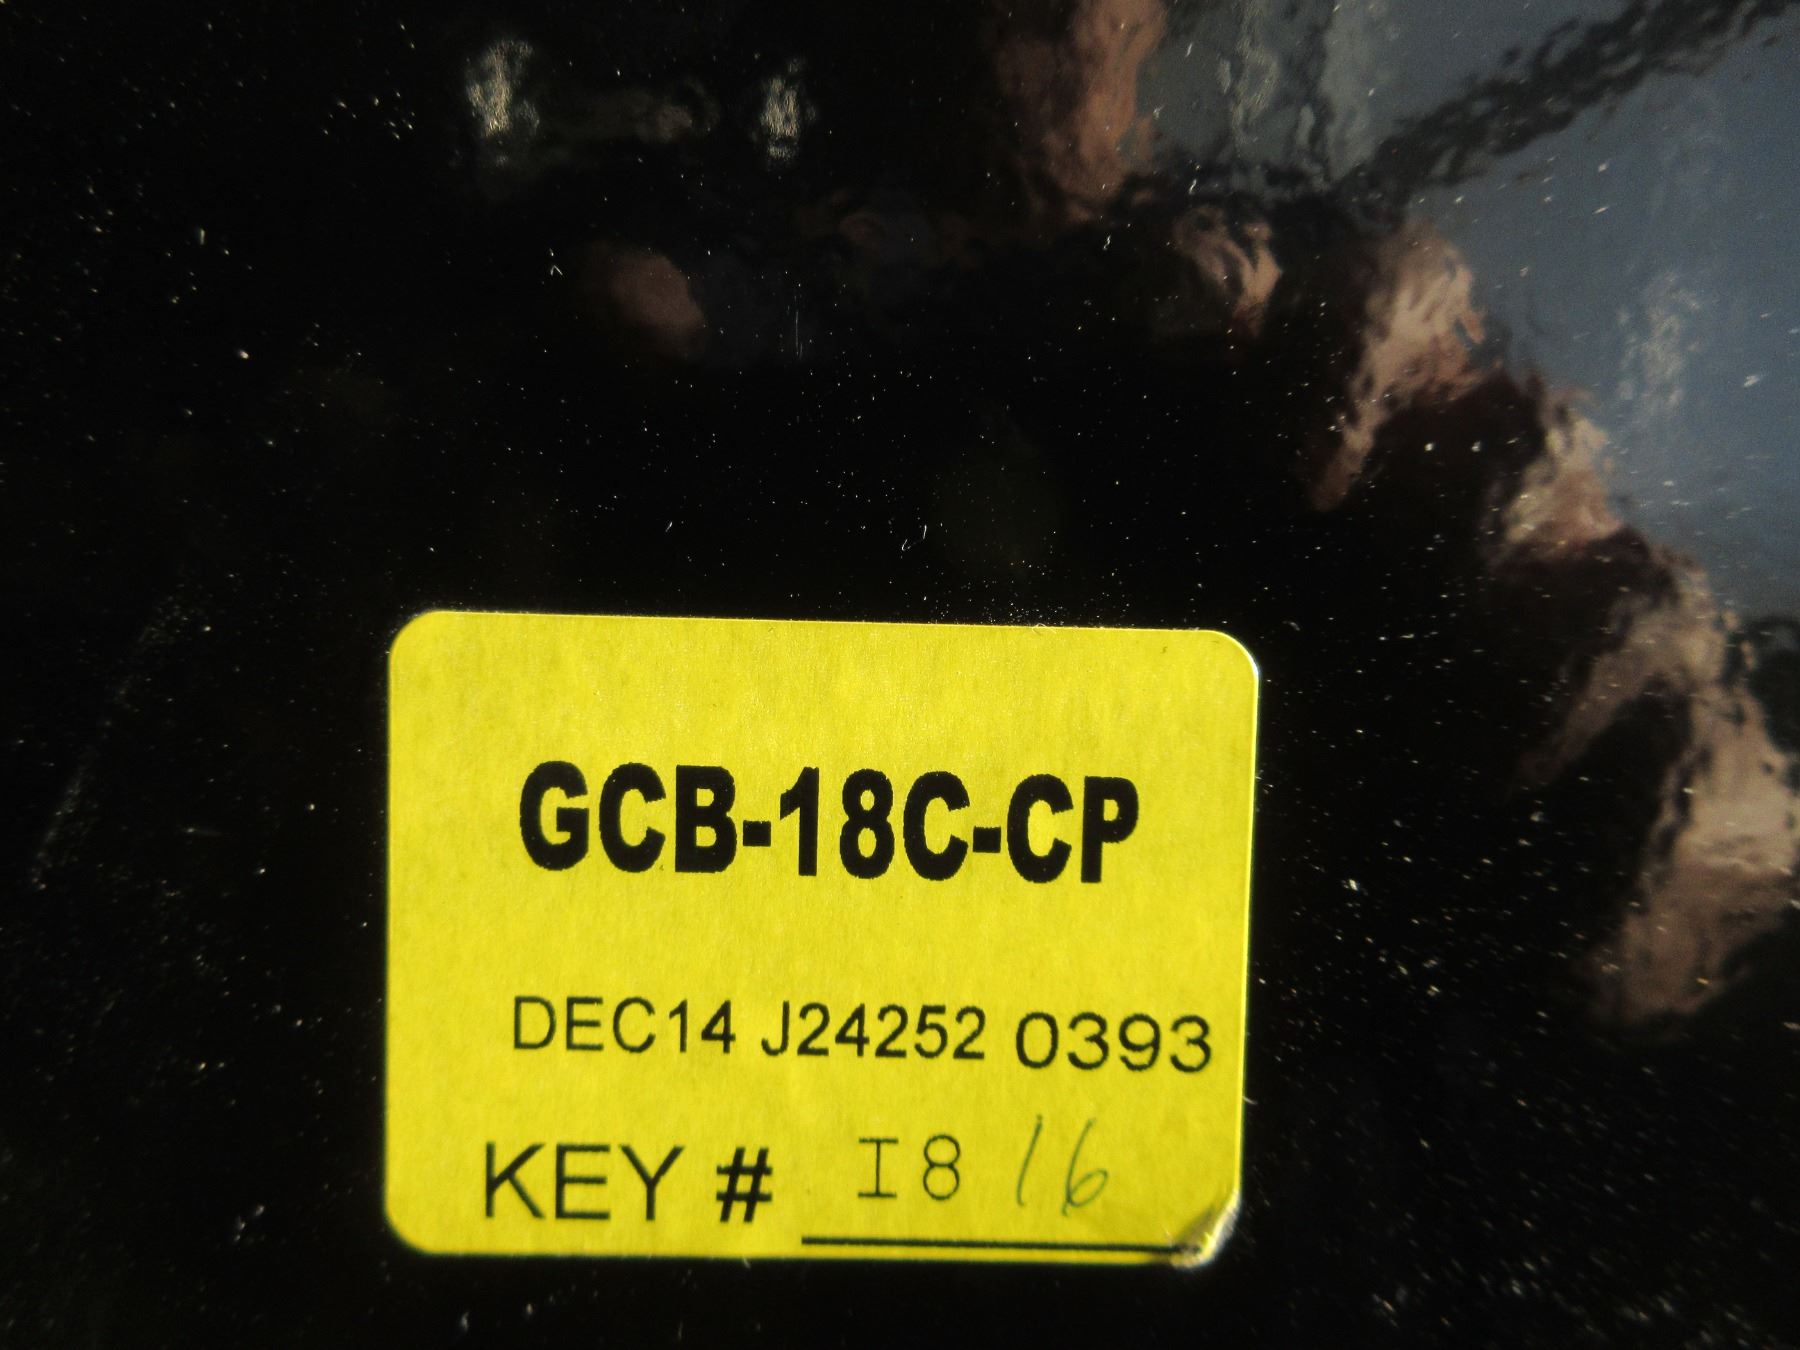 GCB-18C-CP
DEC14 J24252 0393
KEY # I8 16